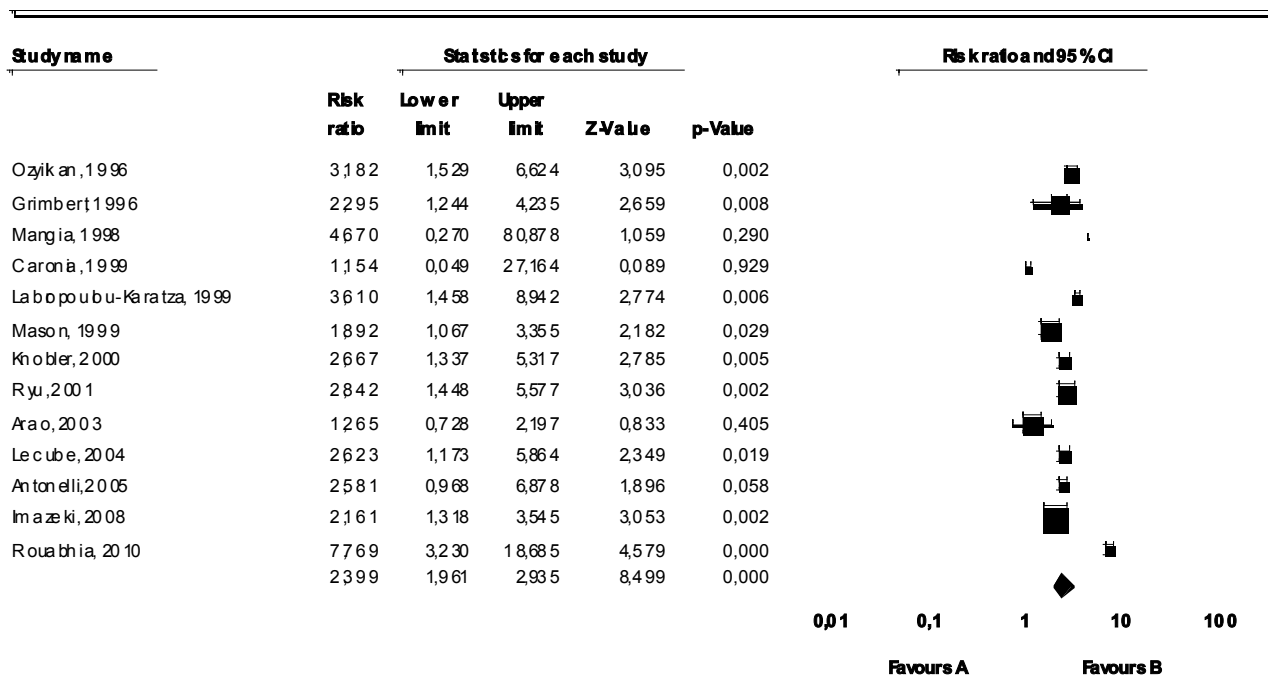 Study name Statistics for each study Risk ratio and 95% CI
Risk Lower Upper
ratio limit limit Z-Value p-Value
Ozyikan, 1996 3,182 1,529 6,624 3,095 0,002
Grimbert, 1996 2,295 1,244 4,235 2,659 0,008
Mangia, 1998 4,670 0,270 80,878 1,059 0,290
Caronia, 1999 1,154 0,049 27,164 0,089 0,929
Labropoubu-Karatza, 1999 3,610 1,458 8,942 2,774 0,006
Mason, 1999 1,892 1,067 3,355 2,182 0,029
Knobler, 2000 2,667 1,337 5,317 2,785 0,005
Ryu, 2001 2,842 1,448 5,577 3,036 0,002
Arao, 2003 1,265 0,728 2,197 0,833 0,405
Lecube, 2004 2,623 1,173 5,864 2,349 0,019
Antonelli, 2005 2,581 0,968 6,878 1,896 0,058
Imazeki, 2008 2,161 1,318 3,545 3,053 0,002
Rouabhia, 2010 7,769 3,230 18,685 4,579 0,000
2,399 1,961 2,935 8,499 0,000
0,01 0,1 1 10 100
Favours A Favours B